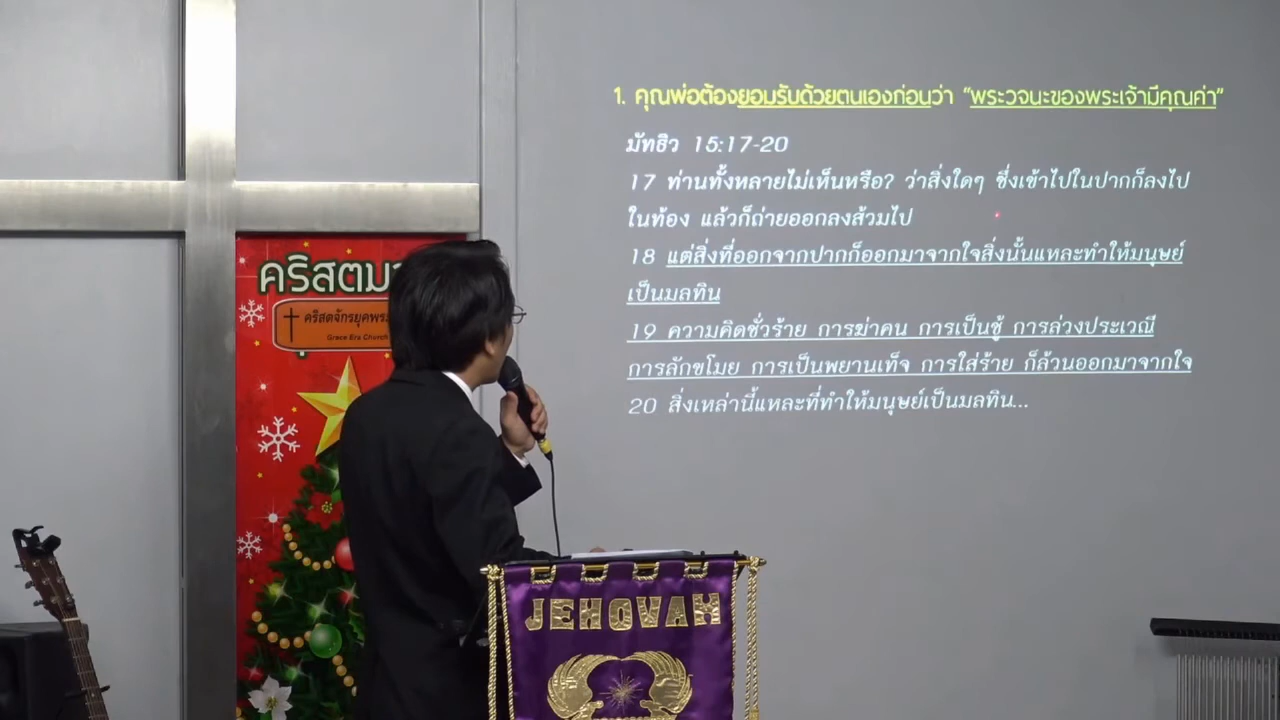 1. คุณพ่อต้องยอมรับด้วยตนเองก่อนว่า “พระวจนะของพระเจ้ามีคุณค่า”
มัทธิว 15:17-20
17 ท่านทั้งหลายไม่เห็นหรือ? ว่าสิ่งใดๆ ซึ่งเข้าไปในปากก็ลงไป
ในท้อง แล้วก็ถ่ายออกลงส้วมไป
18 แต่สิ่งที่ออกจากปากก็ออกมาจากใจสิ่งนั้นแหละทำให้มนุษย์
เป็นมลทิน
19 ความคิดชั่วร้าย การฆ่าคน การเป็นชู้ การล่วงประเวณี
การลักขโมย การเป็นพยานเท็จ การใส่ร้าย ก็ล้วนออกมาจากใจ
20 สิ่งเหล่านี้แหละที่ทำให้มนุษย์เป็นมลทิน...
คริสตม
คริสตจักรยุคพระ
Grace Era Church
JEHOVAH